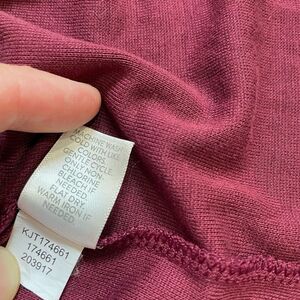 MACHINE WASH
COLD WITH LIKE
COLORS.
GENTLE CYCLE.
ONLY NON-
CHLORINE
BLEACH IF
NEEDED.
FLAT DRY.
WARM IRON IF
NEEDED.
KJT174661
174661
203917